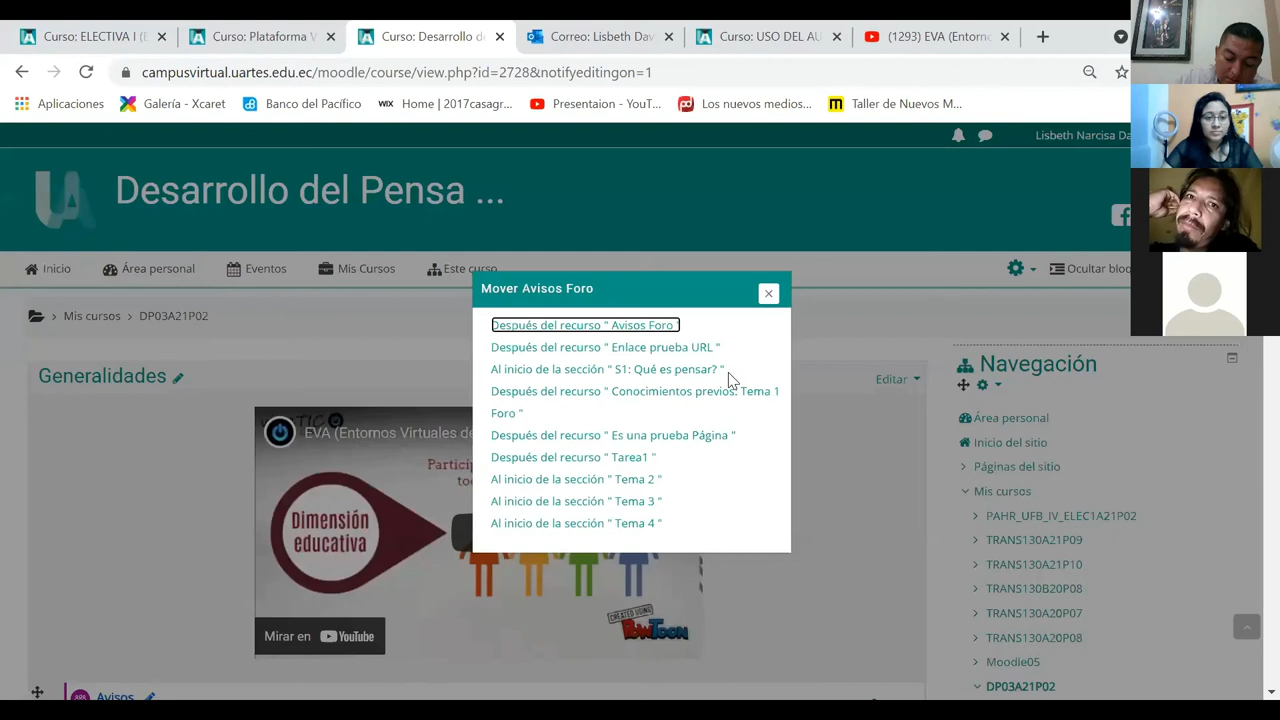 Curso: ELECTIVA I (E
Curso: Plataforma V
Curso: Desarrollo de
Correo: Lisbeth Dav
Curso: USO DEL AU
(1293) EVA (Entorn
campusvirtual.uartes.edu.ec/moodle/course/view.php?id=2728&notifyeditingon=1
Aplicaciones
Galería - Xcaret
Banco del Pacífico
WIX
Home | 2017casagr...
Presentaion - YouT...
Los nuevos medios...
Taller de Nuevos M...
Lisbeth Narcisa Da
UA
Desarrollo del Pensa ...
Inicio
Área personal
Eventos
Mis Cursos
Este curso
Ocultar bloq
Mis cursos
DP03A21P02
Mover Avisos Foro
Después del recurso " Avisos Foro "
Después del recurso " Enlace prueba URL "
Al inicio de la sección " S1: Qué es pensar? "
Después del recurso " Conocimientos previos: Tema 1
Foro "
Después del recurso " Es una prueba Página "
Después del recurso " Tarea1 "
Al inicio de la sección " Tema 2 "
Al inicio de la sección " Tema 3 "
Al inicio de la sección " Tema 4 "
Generalidades
Editar
EVA (Entornos Virtuales de
Partici
to
Dimensión
educativa
CREATED USING
POWTOON
Mirar en YouTube
Avisos
Navegación
Área personal
Inicio del sitio
Páginas del sitio
Mis cursos
PAHR_UFB_IV_ELEC1A21P02
TRANS130A21P09
TRANS130A21P10
TRANS130B20P08
TRANS130A20P07
TRANS130A20P08
Moodle05
DP03A21P02